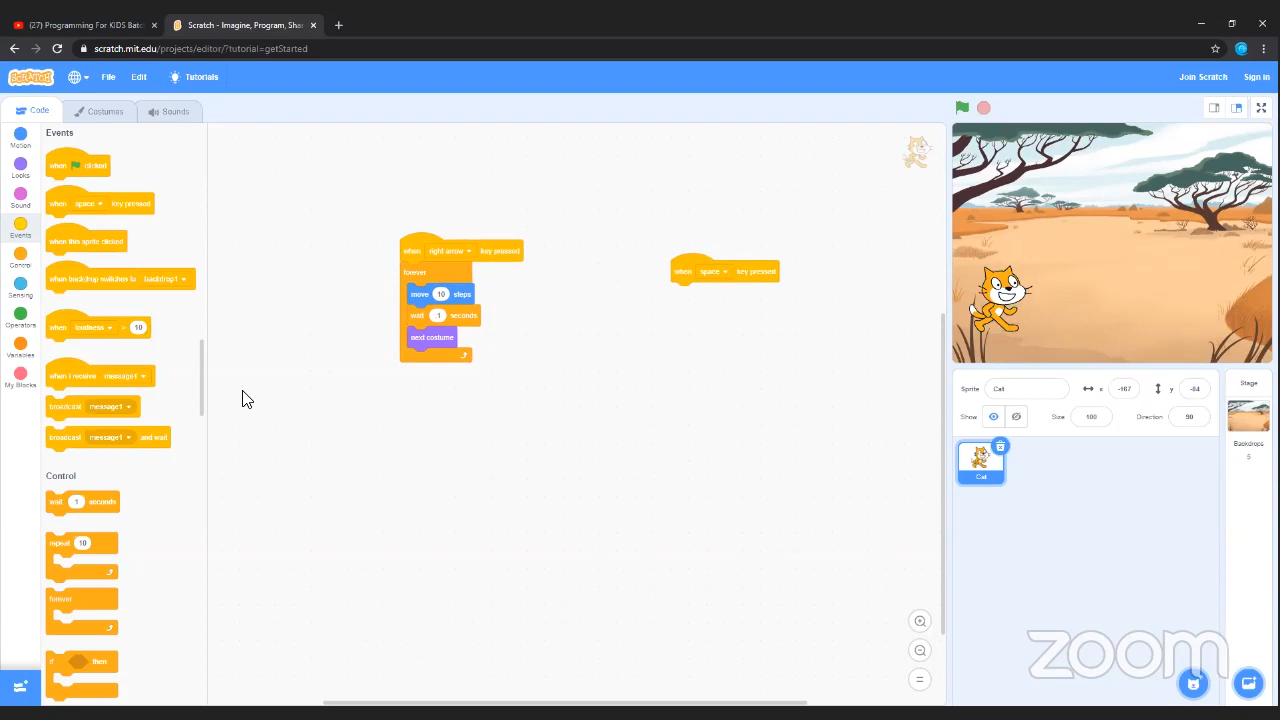 (27) Programming For KIDS Batc
Scratch - Imagine, Program, Sha
scratch.mit.edu/projects/editor/?tutorial=getStarted
SCRATCH
File
Edit
Tutorials
Join Scratch
Sign in
Code
Costumes
Sounds
Motion
Looks
Sound
Events
Control
Sensing
Operators
Variables
My Blocks
Events
when clicked
when space key pressed
when this sprite clicked
when backdrop switches to backdrop1
when loudness > 10
when I receive message1
broadcast message1
broadcast message1 and wait
Control
wait 1 seconds
repeat 10
forever
if then
when right arrow key pressed
forever
move 10 steps
wait .1 seconds
next costume
when space key pressed
Sprite Cat
x -167
y -84
Show
Size 100
Direction 90
Cat
Stage
Backdrops
5
zoom